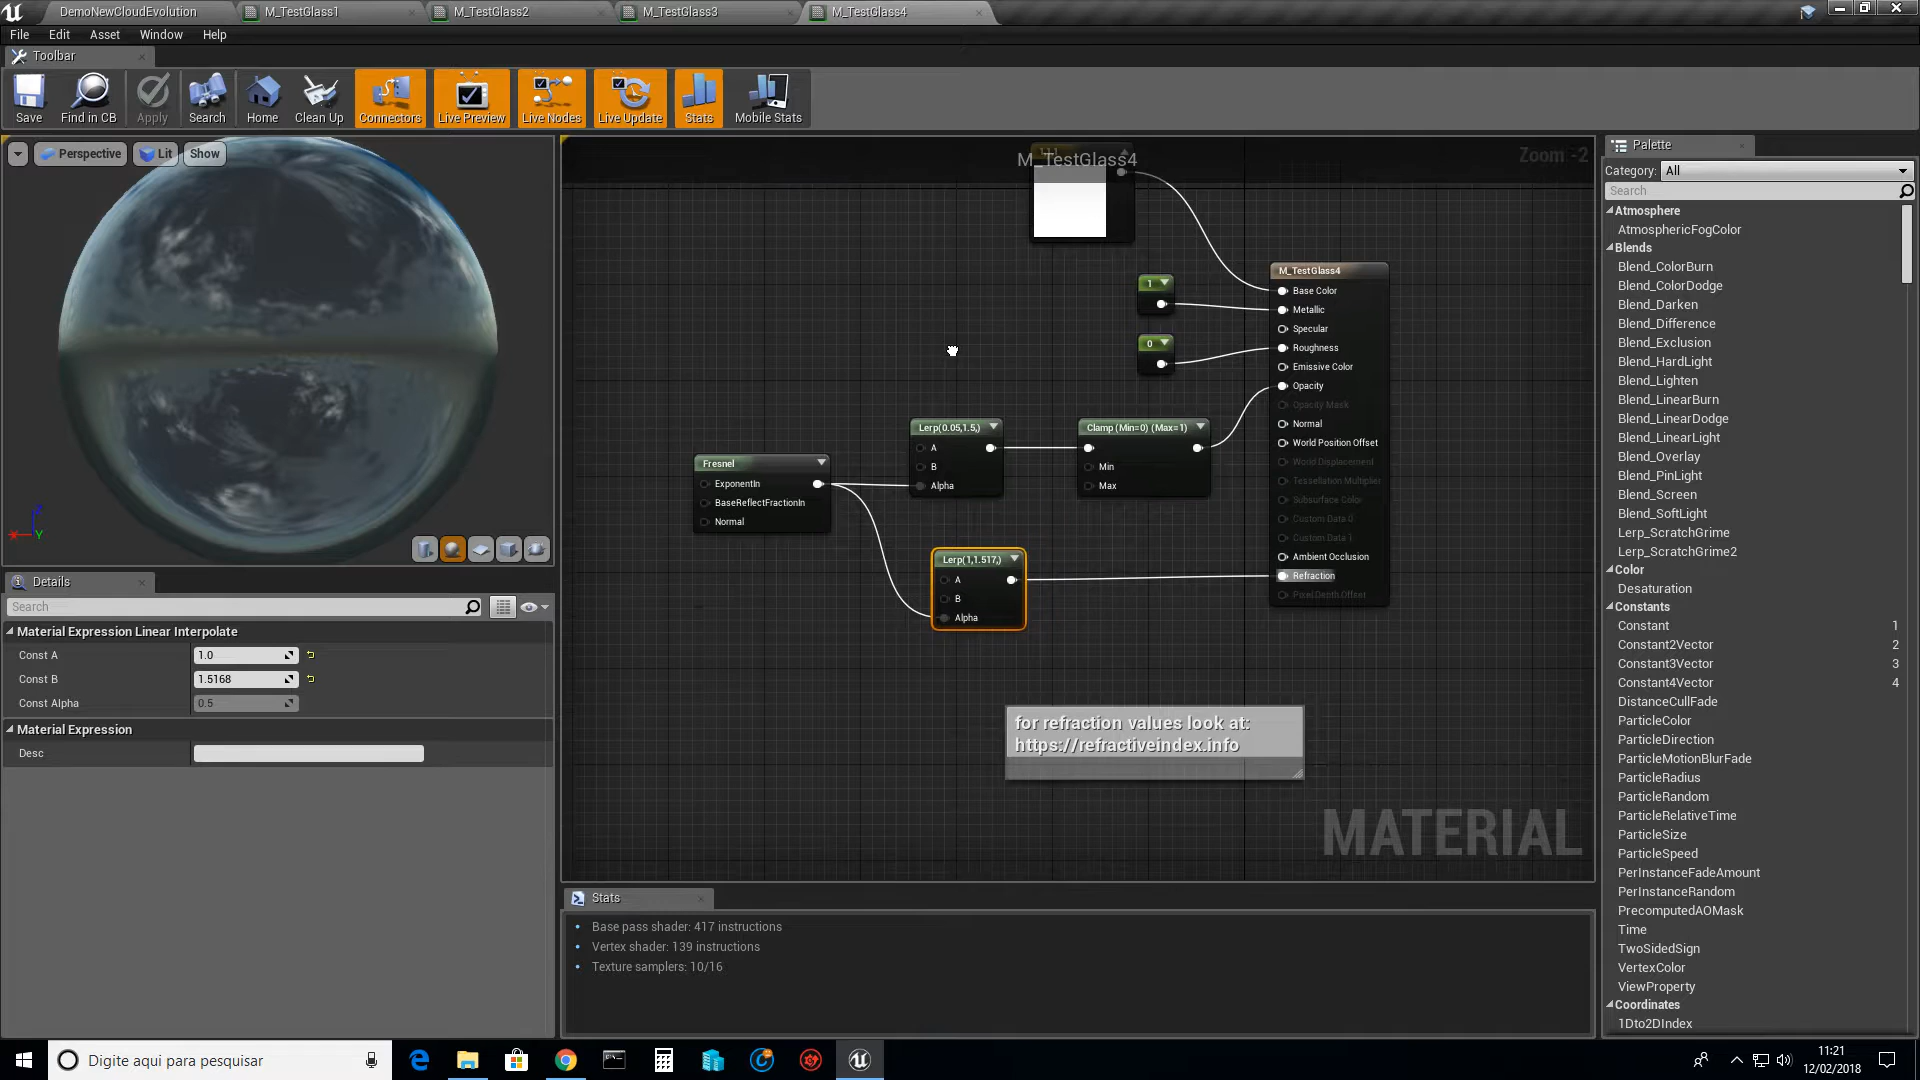 DemoNewCloudEvolution
M_TestGlass1
M_TestGlass2
M_TestGlass3
M_TestGlass4
File
Edit
Asset
Window
Help
Toolbar
Save
Find in CB
Apply
Search
Home
Clean Up
Connectors
Live Preview
Live Nodes
Live Update
Stats
Mobile Stats
Perspective
Lit
Show
M_TestGlass4
Zoom -2
1
0
M_TestGlass4
Base Color
Metallic
Specular
Roughness
Emissive Color
Opacity
Opacity Mask
Normal
World Position Offset
World Displacement
Tessellation Multiplier
Subsurface Color
Custom Data 0
Custom Data 1
Ambient Occlusion
Refraction
Pixel Depth Offset
Fresnel
ExponentIn
BaseReflectFractionIn
Normal
Lerp(0.05,1.5,)
A
B
Alpha
Clamp (Min=0) (Max=1)
Min
Max
Lerp(1,1.517,)
A
B
Alpha
for refraction values look at:
https://refractiveindex.info
MATERIAL
Details
Search
Material Expression Linear Interpolate
Const A
1.0
Const B
1.5168
Const Alpha
0.5
Material Expression
Desc
Stats
Base pass shader: 417 instructions
Vertex shader: 139 instructions
Texture samplers: 10/16
Palette
Category:
All
Search
Atmosphere
AtmosphericFogColor
Blends
Blend_ColorBurn
Blend_ColorDodge
Blend_Darken
Blend_Difference
Blend_Exclusion
Blend_HardLight
Blend_Lighten
Blend_LinearBurn
Blend_LinearDodge
Blend_LinearLight
Blend_Overlay
Blend_PinLight
Blend_Screen
Blend_SoftLight
Lerp_ScratchGrime
Lerp_ScratchGrime2
Color
Desaturation
Constants
Constant 1
Constant2Vector 2
Constant3Vector 3
Constant4Vector 4
DistanceCullFade
ParticleColor
ParticleDirection
ParticleMotionBlurFade
ParticleRadius
ParticleRandom
ParticleRelativeTime
ParticleSize
ParticleSpeed
PerInstanceFadeAmount
PerInstanceRandom
PrecomputedAOMask
Time
TwoSidedSign
VertexColor
ViewProperty
Coordinates
1Dto2DIndex
Digite aqui para pesquisar
11:21
12/02/2018